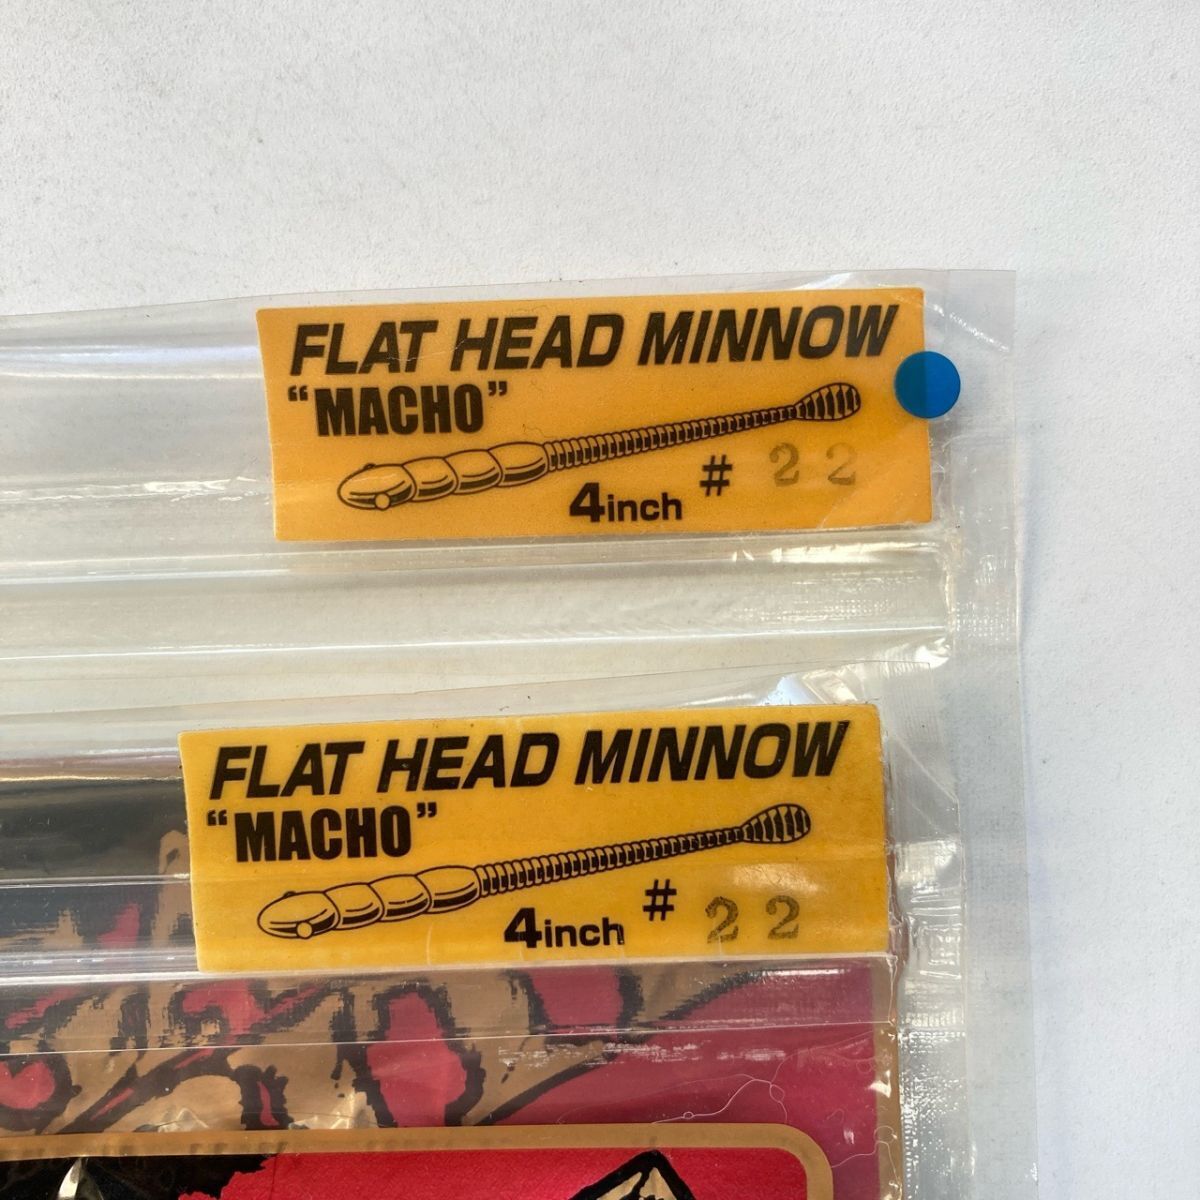 FLAT HEAD MINNOW
“MACHO”
4inch # 22
FLAT HEAD MINNOW
“MACHO”
4inch # 22